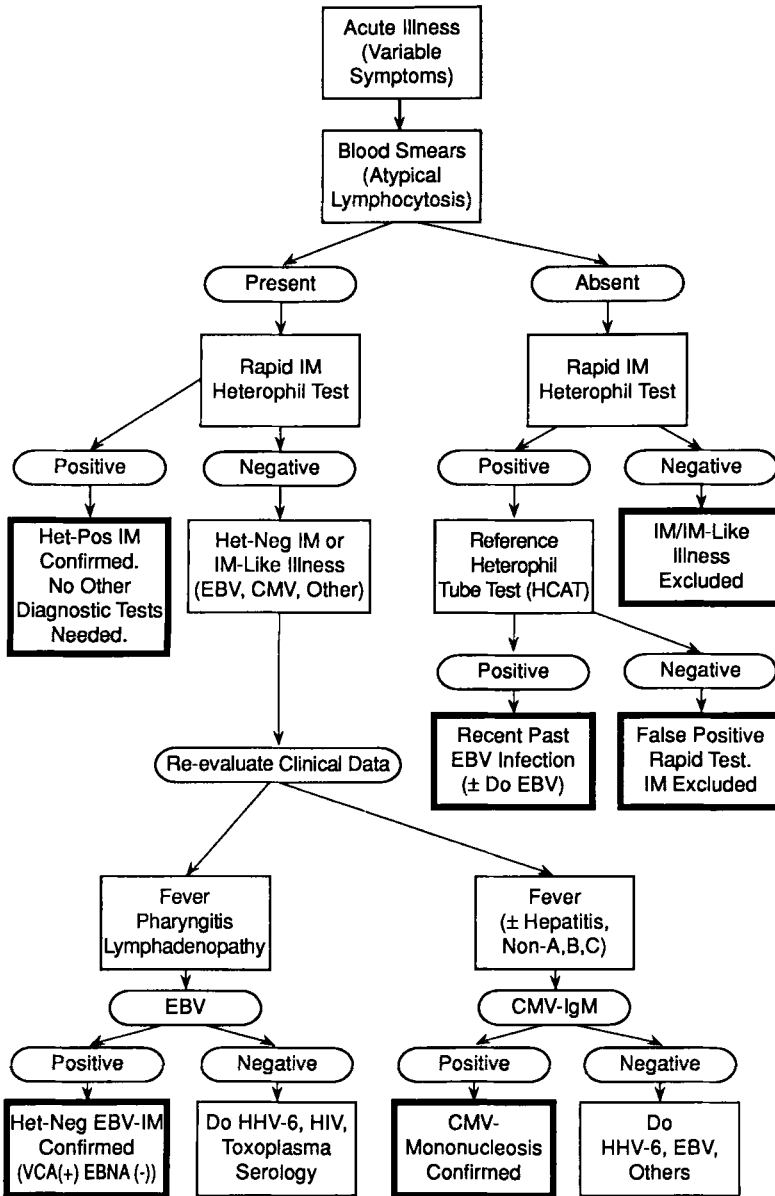 Acute Illness
(Variable
Symptoms)
Blood Smears
(Atypical
Lymphocytosis)
Present
Absent
Rapid IM
Heterophil Test
Rapid IM
Heterophil Test
Positive
Negative
Positive
Negative
Het-Pos IM
Confirmed.
No Other
Diagnostic Tests
Needed.
Het-Neg IM or
IM-Like Illness
(EBV, CMV, Other)
Reference
Heterophil
Tube Test (HCAT)
IM/IM-Like
Illness
Excluded
Positive
Negative
Recent Past
EBV Infection
(± Do EBV)
False Positive
Rapid Test.
IM Excluded
Re-evaluate Clinical Data
Fever
Pharyngitis
Lymphadenopathy
Fever
(± Hepatitis,
Non-A,B,C)
EBV
CMV-IgM
Positive
Negative
Positive
Negative
Het-Neg EBV-IM
Confirmed
(VCA(+) EBNA (-))
Do HHV-6, HIV,
Toxoplasma
Serology
CMV-
Mononucleosis
Confirmed
Do
HHV-6, EBV,
Others